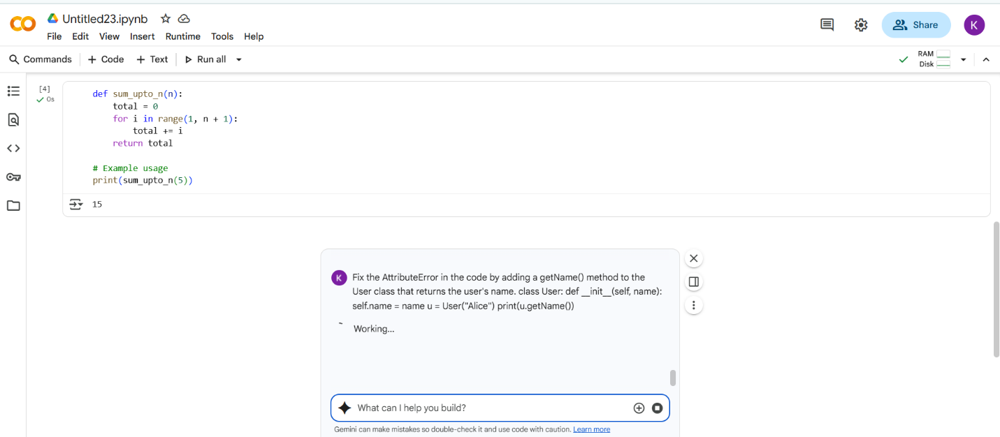 Untitled23.ipynb
File Edit View Insert Runtime Tools Help
Share
K
Commands + Code + Text Run all
RAM
Disk
[4]
0s
def sum_upto_n(n):
    total = 0
    for i in range(1, n + 1):
        total += i
    return total
# Example usage
print(sum_upto_n(5))
15
K
Fix the AttributeError in the code by adding a getName() method to the
User class that returns the user's name. class User: def __init__(self, name):
self.name = name u = User("Alice") print(u.getName())
Working...
What can I help you build?
Gemini can make mistakes so double-check it and use code with caution. Learn more